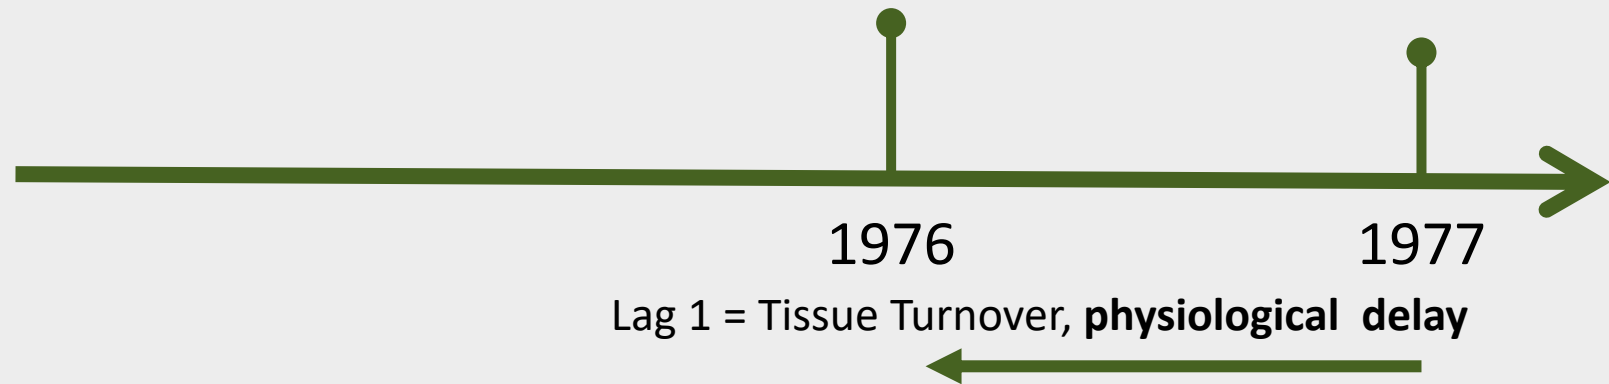 1976 1977
Lag 1 = Tissue Turnover, physiological delay